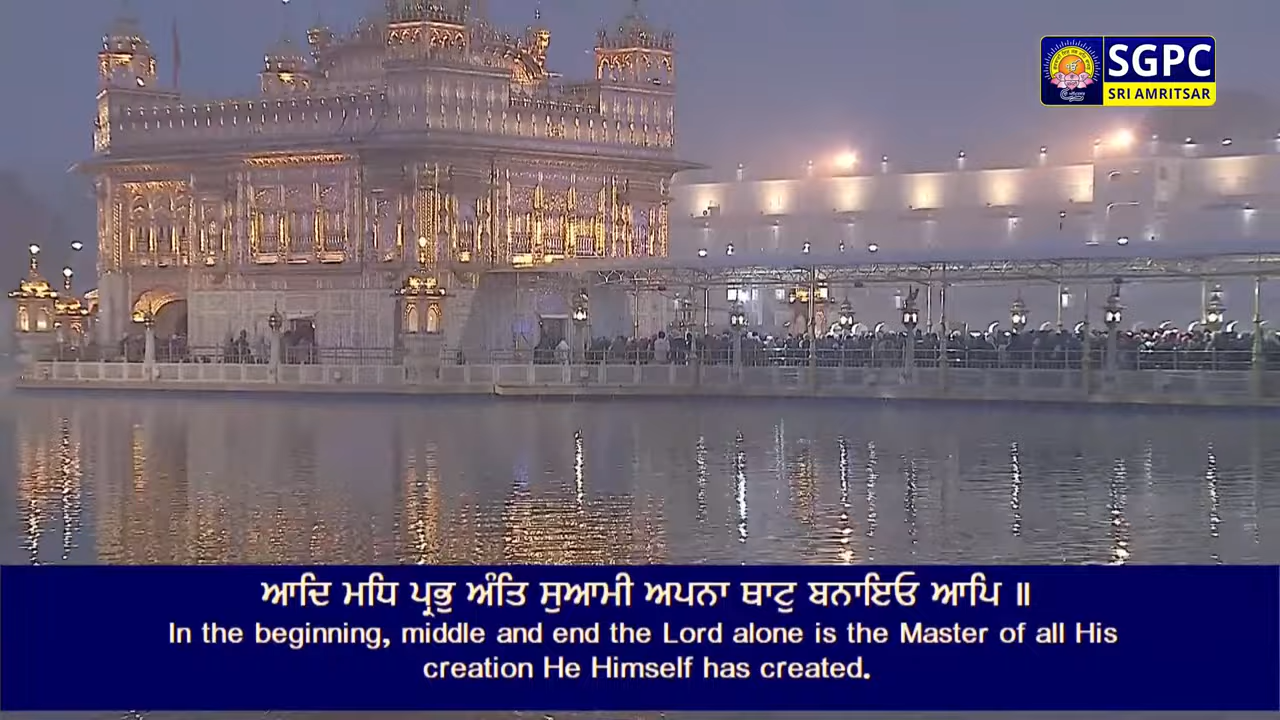 SGPC
SRI AMRITSAR
ਆਦਿ ਮਧਿ ਪ੍ਰਭੁ ਅੰਤਿ ਸੁਆਮੀ ਅਪਨਾ ਥਾਟੁ ਬਨਾਇਓ ਆਪਿ ॥
In the beginning, middle and end the Lord alone is the Master of all His
creation He Himself has created.